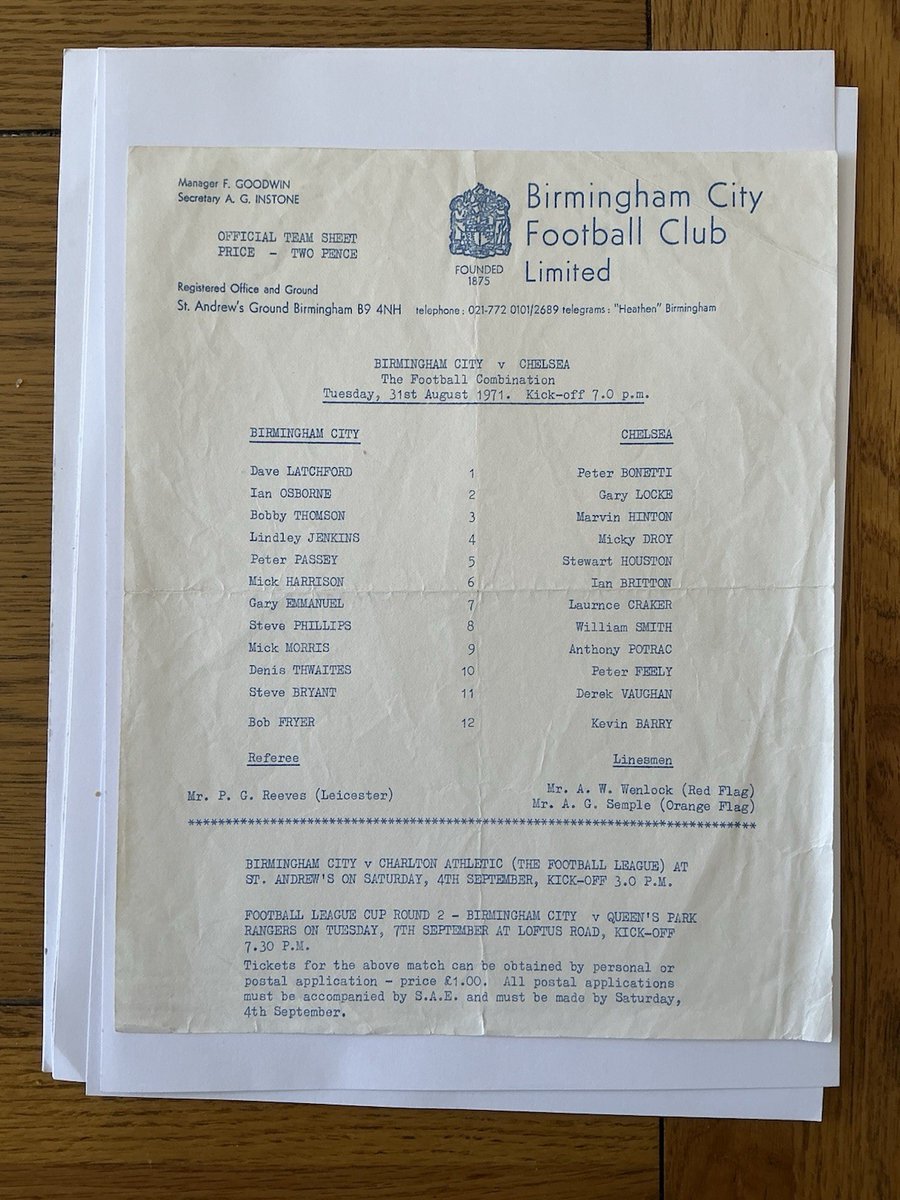 Manager F. GOODWIN
Secretary A. G. INSTONE
OFFICIAL TEAM SHEET
PRICE - TWO PENCE
Registered Office and Ground
St. Andrew's Ground Birmingham B9 4NH telephone: 021-772 0101/2689 telegrams: "Heathen" Birmingham
FOUNDED
1875
Birmingham City
Football Club
Limited
BIRMINGHAM CITY v CHELSEA
The Football Combination
Tuesday, 31st August 1971. Kick-off 7.0 p.m.
BIRMINGHAM CITY CHELSEA
Dave LATCHFORD 1 Peter BONETTI
Ian OSBORNE 2 Gary LOCKE
Bobby THOMSON 3 Marvin HINTON
Lindley JENKINS 4 Micky DROY
Peter PASSEY 5 Stewart HOUSTON
Mick HARRISON 6 Ian BRITTON
Gary EMMANUEL 7 Laurnce CRAKER
Steve PHILLIPS 8 William SMITH
Mick MORRIS 9 Anthony POTRAC
Denis THWAITES 10 Peter FEELY
Steve BRYANT 11 Derek VAUGHAN
Bob FRYER 12 Kevin BARRY
Referee Linesmen
Mr. P. G. Reeves (Leicester) Mr. A. W. Wenlock (Red Flag)
Mr. A. G. Semple (Orange Flag)
BIRMINGHAM CITY v CHARLTON ATHLETIC (THE FOOTBALL LEAGUE) AT
ST. ANDREW'S ON SATURDAY, 4TH SEPTEMBER, KICK-OFF 3.0 P.M.
FOOTBALL LEAGUE CUP ROUND 2 - BIRMINGHAM CITY v QUEEN'S PARK
RANGERS ON TUESDAY, 7TH SEPTEMBER AT LOFTUS ROAD, KICK-OFF
7.30 P.M.
Tickets for the above match can be obtained by personal or
postal application - price £1.00. All postal applications
must be accompanied by S.A.E. and must be made by Saturday,
4th September.